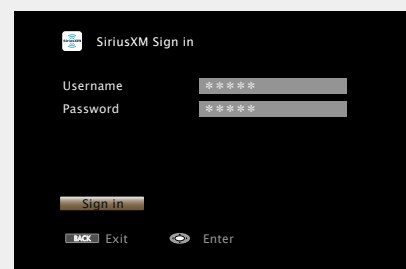 SiriusXM Sign in
Username *****
Password *****
Sign in
BACK Exit Enter